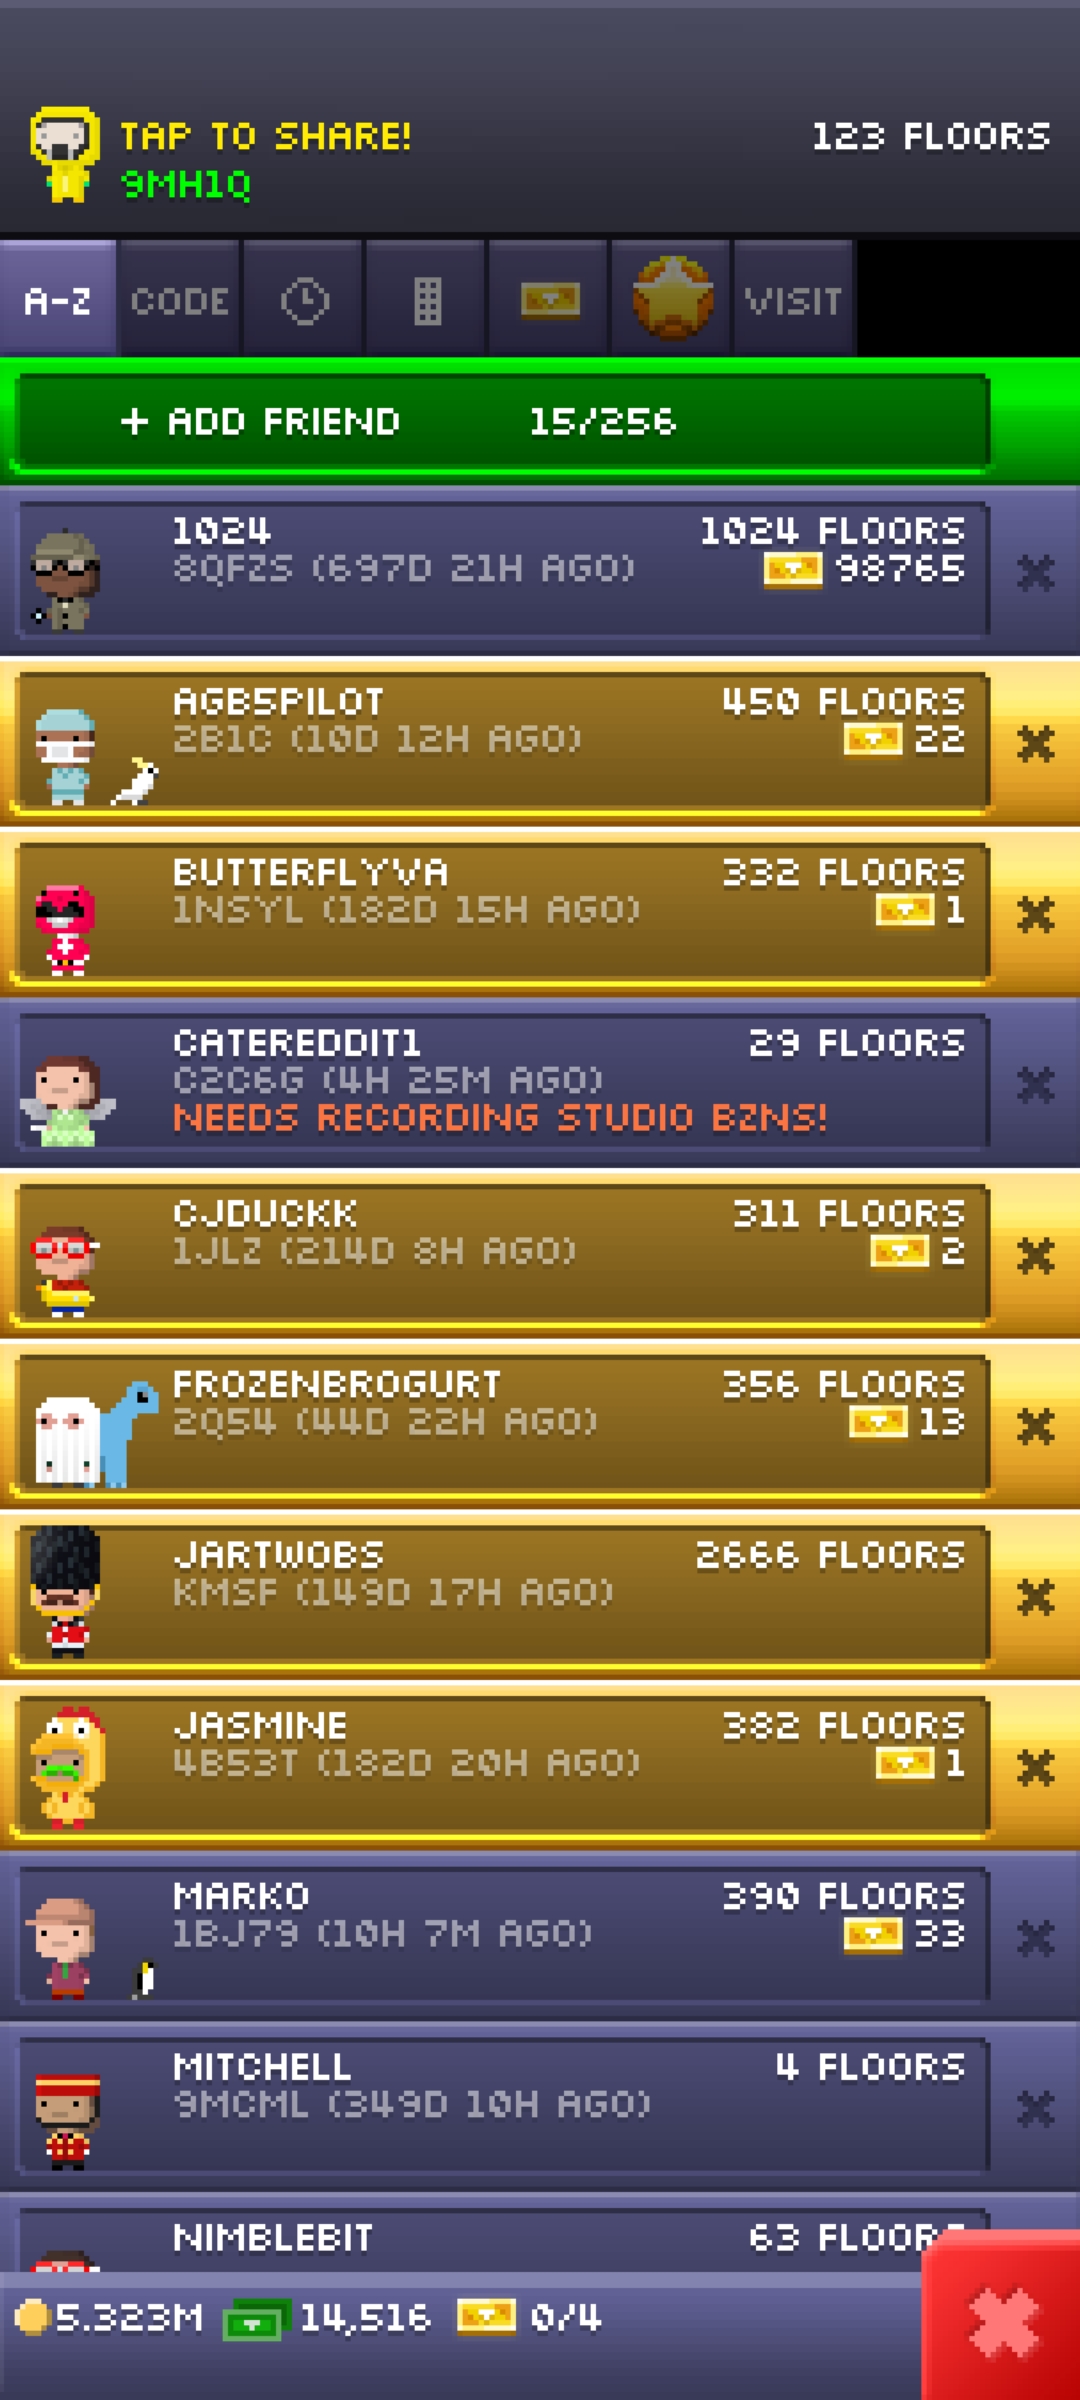 TAP TO SHARE!
123 FLOORS
9MH1Q
A-Z CODE VISIT
+ ADD FRIEND 15/256
1024 1024 FLOORS
8QFZS (697D 21H AGO) 98765
AGB5PILOT 450 FLOORS
2B1C (10D 12H AGO) 22
BUTTERFLYVA 332 FLOORS
1NSYL (182D 15H AGO) 1
CATEREDDIT1 29 FLOORS
C2C6G (4H 25M AGO)
NEEDS RECORDING STUDIO BZNS!
CJDUCKK 311 FLOORS
1JLZ (214D 8H AGO) 2
FROZENBROGURT 356 FLOORS
2Q54 (44D 22H AGO) 13
JARTWOBS 2666 FLOORS
KMSF (149D 17H AGO)
JASMINE 382 FLOORS
4B53T (182D 20H AGO) 1
MARKO 390 FLOORS
1BJ79 (10H 7M AGO) 33
MITCHELL 4 FLOORS
9MCML (349D 10H AGO)
NIMBLEBIT 63 FLOORS
5.323M 14,516 0/4